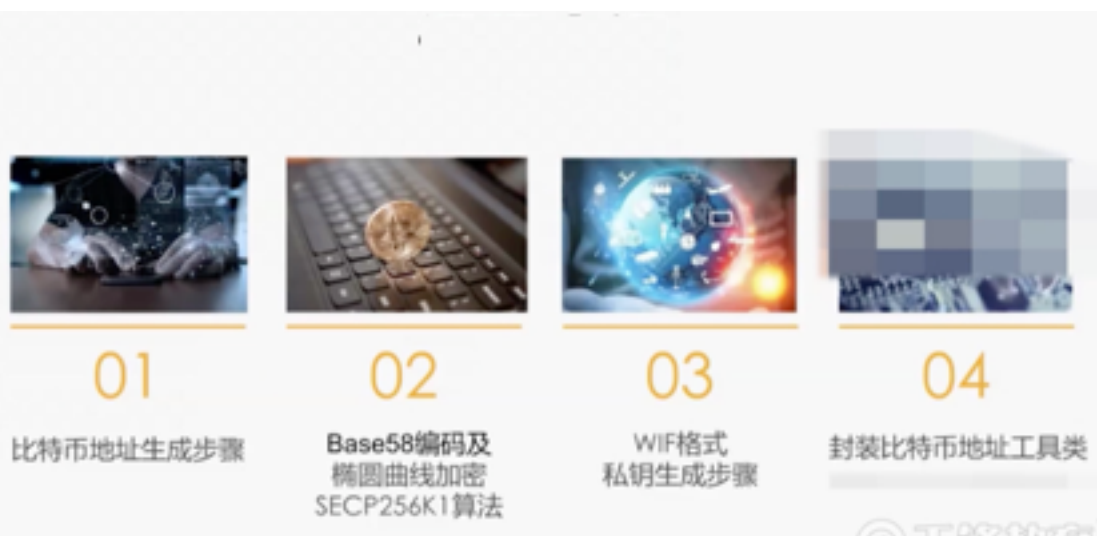 01
比特币地址生成步骤
02
Base58编码及
椭圆曲线加密
SECP256K1算法
03
WIF格式
私钥生成步骤
04
封装比特币地址工具类